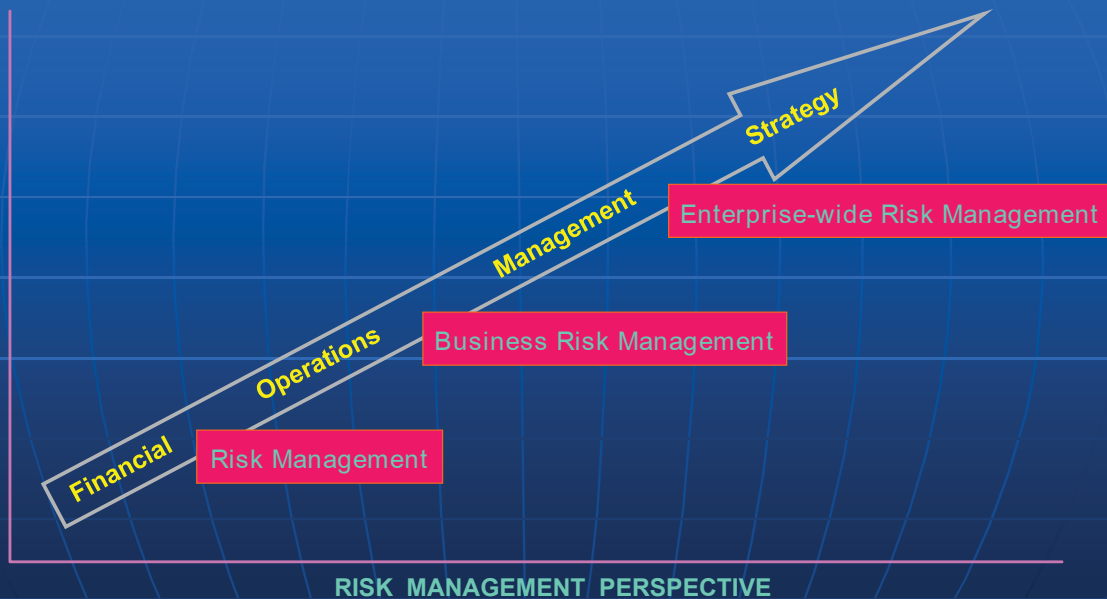 Strategy
Management
Enterprise-wide Risk Management
Operations
Business Risk Management
Financial
Risk Management
RISK MANAGEMENT PERSPECTIVE